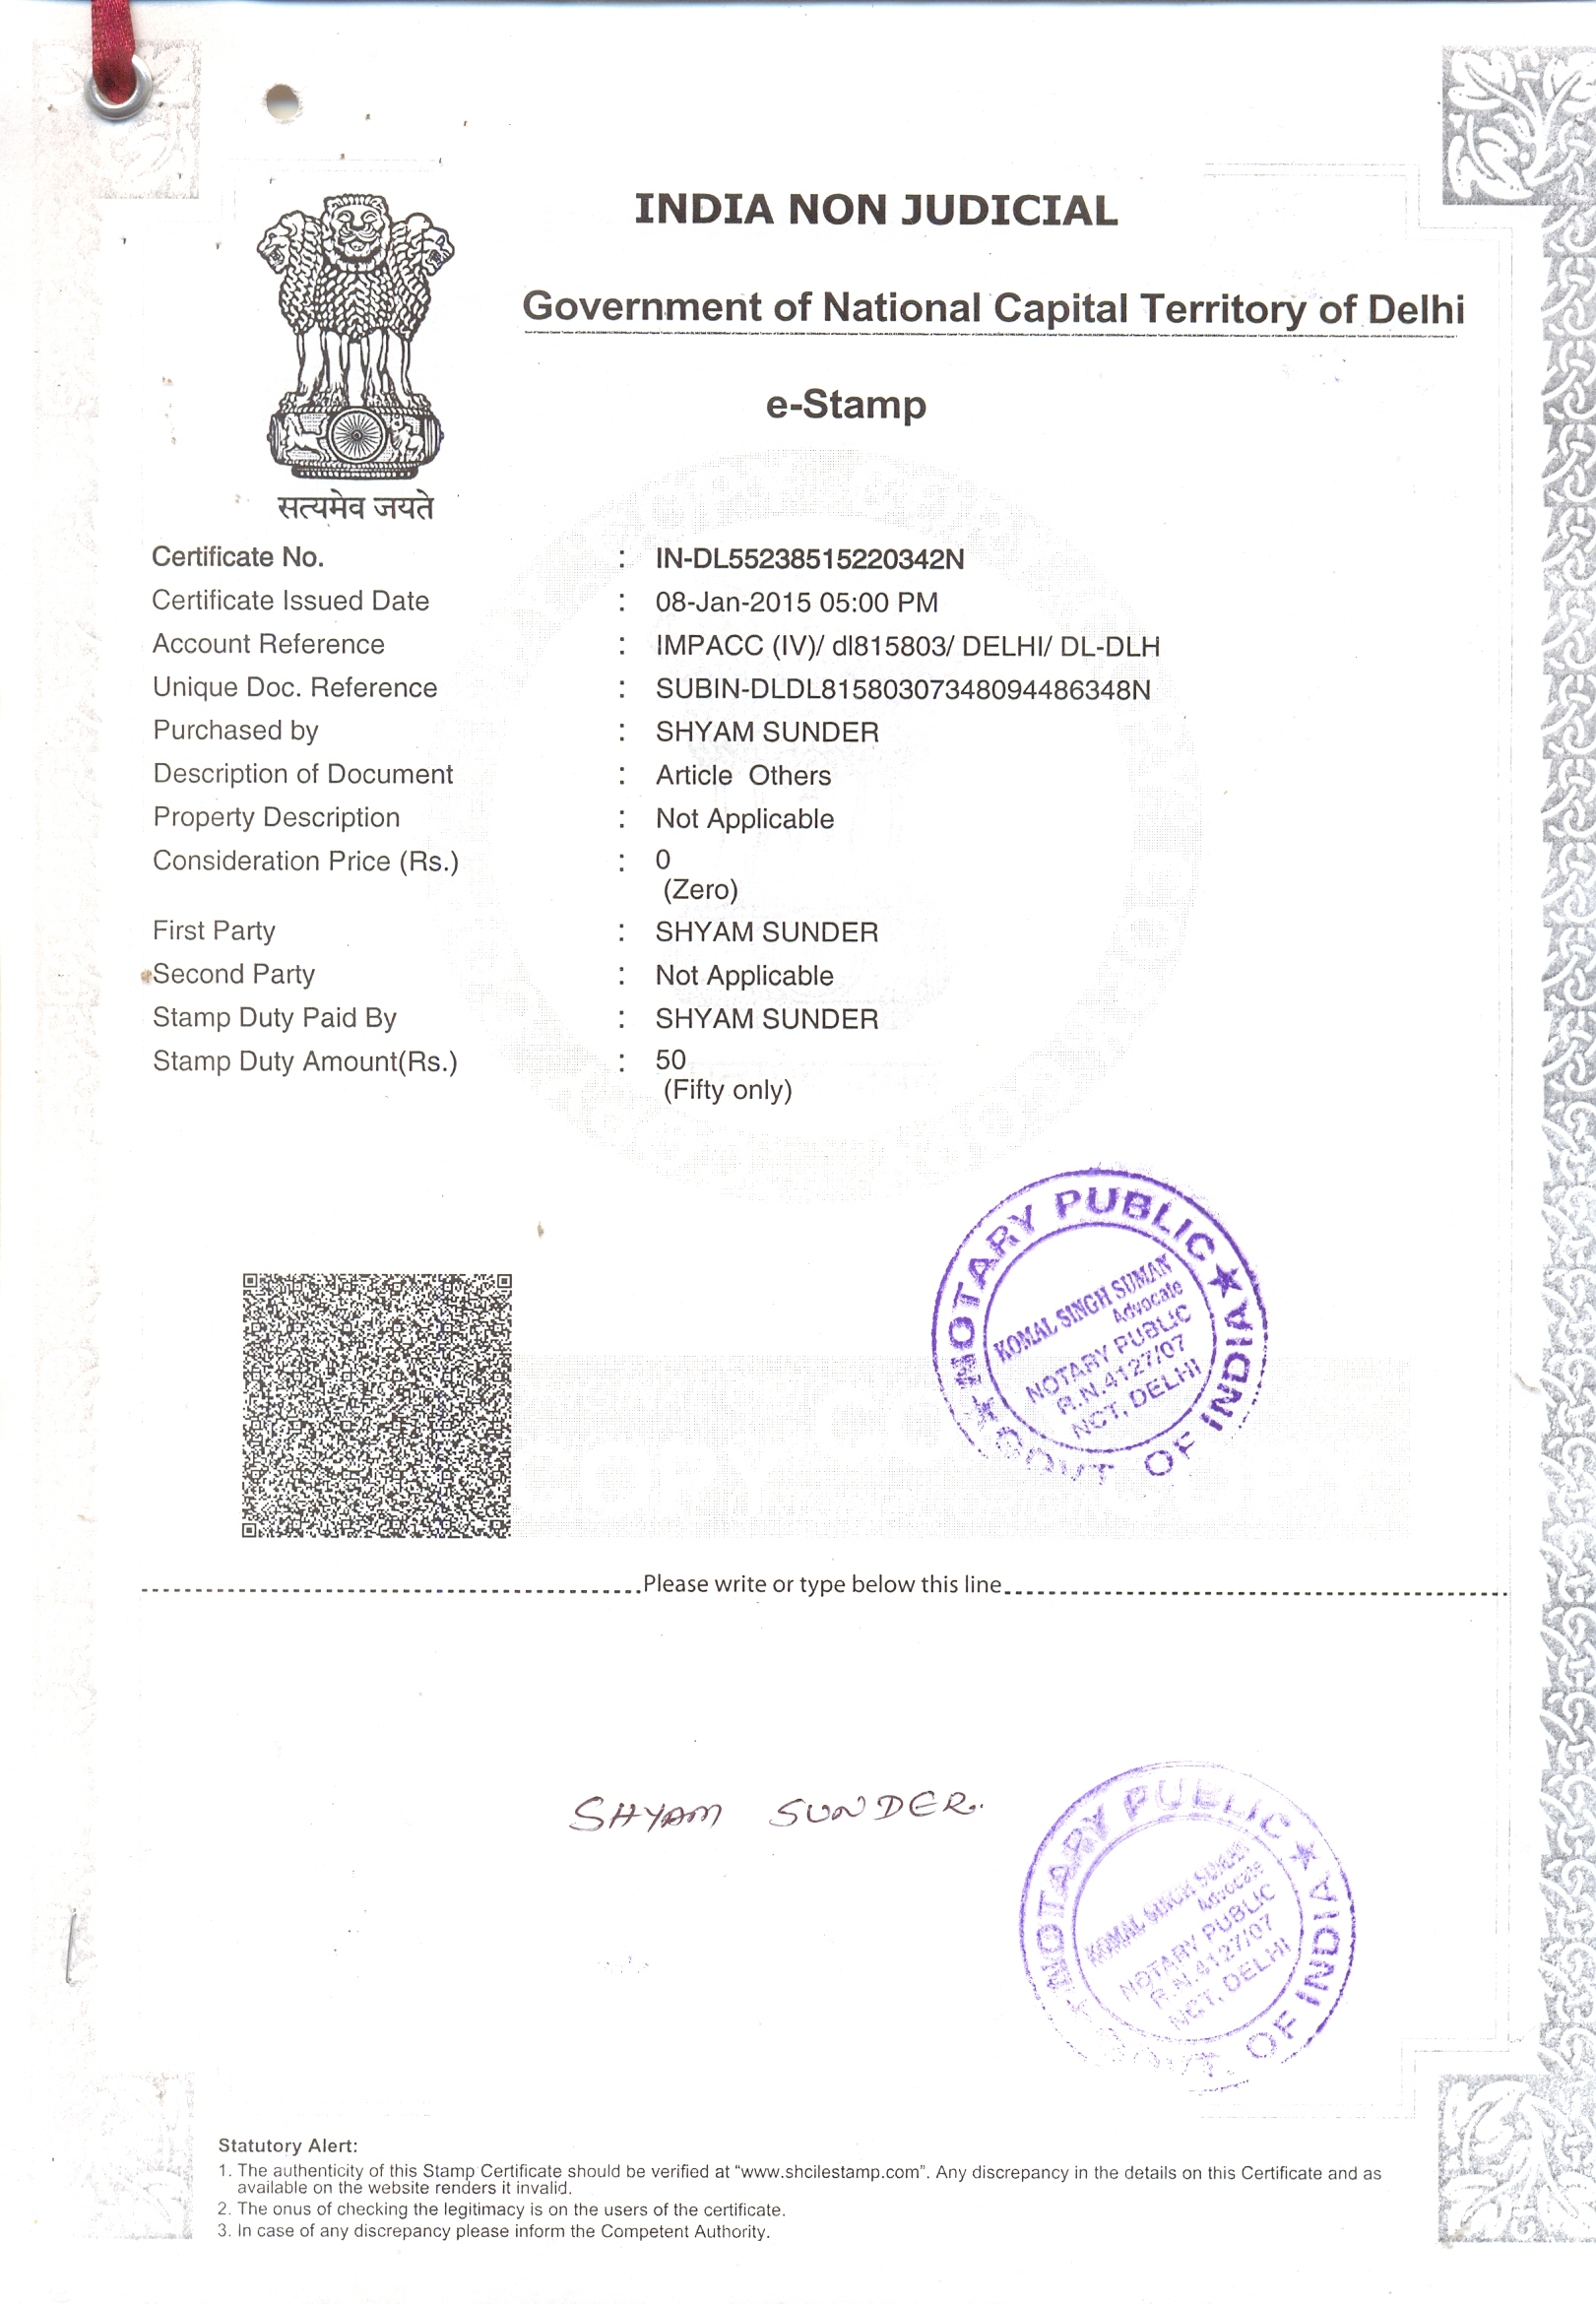 INDIA NON JUDICIAL
Government of National Capital Territory of Delhi
e-Stamp
सत्यमेव जयते
Certificate No. : IN-DL55238515220342N
Certificate Issued Date : 08-Jan-2015 05:00 PM
Account Reference : IMPACC (IV)/ dl815803/ DELHI/ DL-DLH
Unique Doc. Reference : SUBIN-DLDL81580307348094486348N
Purchased by : SHYAM SUNDER
Description of Document : Article Others
Property Description : Not Applicable
Consideration Price (Rs.) : 0
(Zero)
First Party : SHYAM SUNDER
Second Party : Not Applicable
Stamp Duty Paid By : SHYAM SUNDER
Stamp Duty Amount(Rs.) : 50
(Fifty only)
NOTARY PUBLIC ★ GOVT. OF INDIA ★
KOMAL SINGH SUMAN
Advocate
NOTARY PUBLIC
R.N.4127/07
NCT, DELHI
Please write or type below this line
SHYAM SUNDER.
NOTARY PUBLIC ★ GOVT. OF INDIA
KOMAL SINGH SUMAN
Advocate
NOTARY PUBLIC
R.N.4127/07
NCT, DELHI
Statutory Alert:
1. The authenticity of this Stamp Certificate should be verified at “www.shcilestamp.com”. Any discrepancy in the details on this Certificate and as
available on the website renders it invalid.
2. The onus of checking the legitimacy is on the users of the certificate.
3. In case of any discrepancy please inform the Competent Authority.